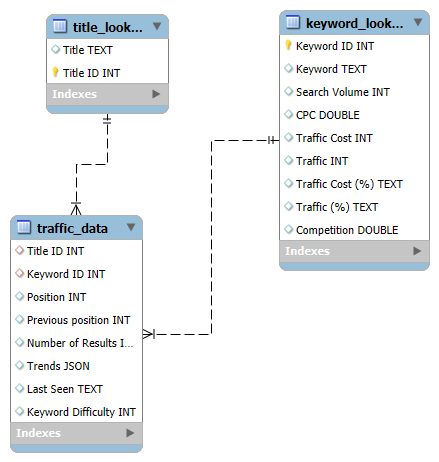 title_look...
Title TEXT
Title ID INT
Indexes
keyword_look...
Keyword ID INT
Keyword TEXT
Search Volume INT
CPC DOUBLE
Traffic Cost INT
Traffic INT
Traffic Cost (%) TEXT
Traffic (%) TEXT
Competition DOUBLE
Indexes
traffic_data
Title ID INT
Keyword ID INT
Position INT
Previous position INT
Number of Results I...
Trends JSON
Last Seen TEXT
Keyword Difficulty INT
Indexes